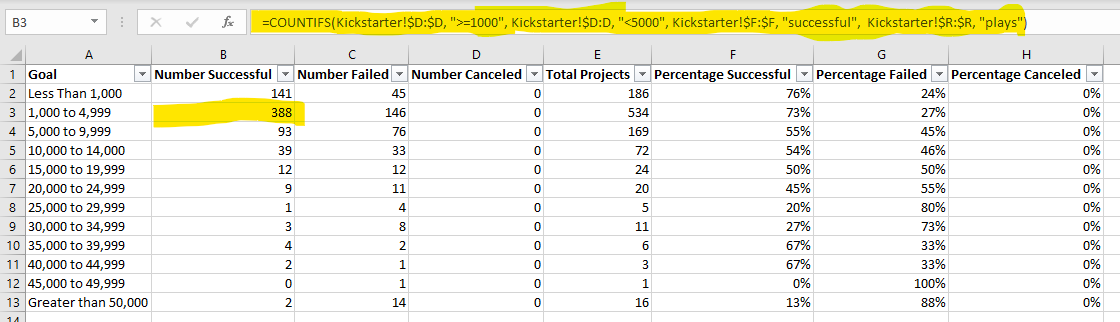 B3 fx =COUNTIFS(Kickstarter!$D:$D, ">=1000", Kickstarter!$D:D, "<5000", Kickstarter!$F:$F, "successful",  Kickstarter!$R:$R, "plays")
A B C D E F G H
1 Goal Number Successful Number Failed Number Canceled Total Projects Percentage Successful Percentage Failed Percentage Canceled
2 Less Than 1,000 141 45 0 186 76% 24% 0%
3 1,000 to 4,999 388 146 0 534 73% 27% 0%
4 5,000 to 9,999 93 76 0 169 55% 45% 0%
5 10,000 to 14,000 39 33 0 72 54% 46% 0%
6 15,000 to 19,999 12 12 0 24 50% 50% 0%
7 20,000 to 24,999 9 11 0 20 45% 55% 0%
8 25,000 to 29,999 1 4 0 5 20% 80% 0%
9 30,000 to 34,999 3 8 0 11 27% 73% 0%
10 35,000 to 39,999 4 2 0 6 67% 33% 0%
11 40,000 to 44,999 2 1 0 3 67% 33% 0%
12 45,000 to 49,999 0 1 0 1 0% 100% 0%
13 Greater than 50,000 2 14 0 16 13% 88% 0%
14